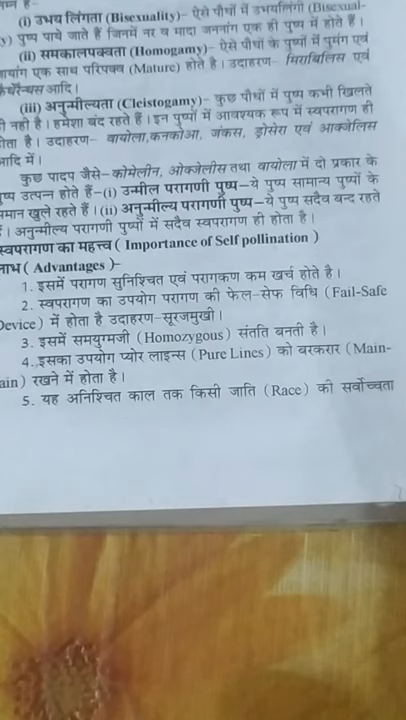 निम्न हैं-
(i) उभय लिंगता (Bisexuality)– ऐसे पौधों में उभयलिंगी (Bisexual-
y) पुष्प पाये जाते हैं जिनमें नर व मादा जननांग एक ही पुष्प में होते हैं।
(ii) समकालपक्वता (Homogamy)– ऐसे पौधों के पुष्पों में पुमंग एवं
जायांग एक साथ परिपक्व (Mature) होते है। उदाहरण– मिराबिलिस एवं
कैथेरेन्थस आदि।
(iii) अनुन्मील्यता (Cleistogamy)– कुछ पौधों में पुष्प कभी खिलते
ही नही है। हमेशा बंद रहते हैं। इन पुष्पों में आवश्यक रूप में स्वपरागण ही
होता है। उदाहरण– वायोला,कनकोआ, जंकस, ड्रोसेरा एवं आक्जेलिस
आदि में।
कुछ पादप जैसे–कोमेलीन, ओक्जेलीस तथा वायोला में दो प्रकार के
पुष्प उत्पन्न होते हैं–(i) उन्मील परागणी पुष्प–ये पुष्प सामान्य पुष्पों के
समान खुले रहते हैं। (ii) अनुन्मील्य परागणी पुष्प–ये पुष्प सदैव बन्द रहते
हैं। अनुन्मील्य परागणी पुष्पों में सदैव स्वपरागण ही होता है।
स्वपरागण का महत्त्व ( Importance of Self pollination )
लाभ ( Advantages )–
1. इसमें परागण सुनिश्चित एवं परागकण कम खर्च होते है।
2. स्वपरागण का उपयोग परागण की फेल–सेफ विधि (Fail-Safe
Device) में होता है उदाहरण–सूरजमुखी।
3. इसमें समयुग्मजी (Homozygous) संतति बनती है।
4. इसका उपयोग प्योर लाइन्स (Pure Lines) को बरकरार (Main-
tain) रखने में होता है।
5. यह अनिश्चित काल तक किसी जाति (Race) की सर्वोच्चता